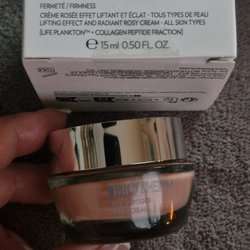 FERMETÉ / FIRMNESS
CRÈME ROSÉE EFFET LIFTANT ET ÉCLAT - TOUS TYPES DE PEAU
LIFTING EFFECT AND RADIANT ROSY CREAM - ALL SKIN TYPES
[LIFE PLANKTON™ + COLLAGEN PEPTIDE FRACTION]
℮ 15 ml 0.50 FL. OZ.
BIOTHERM